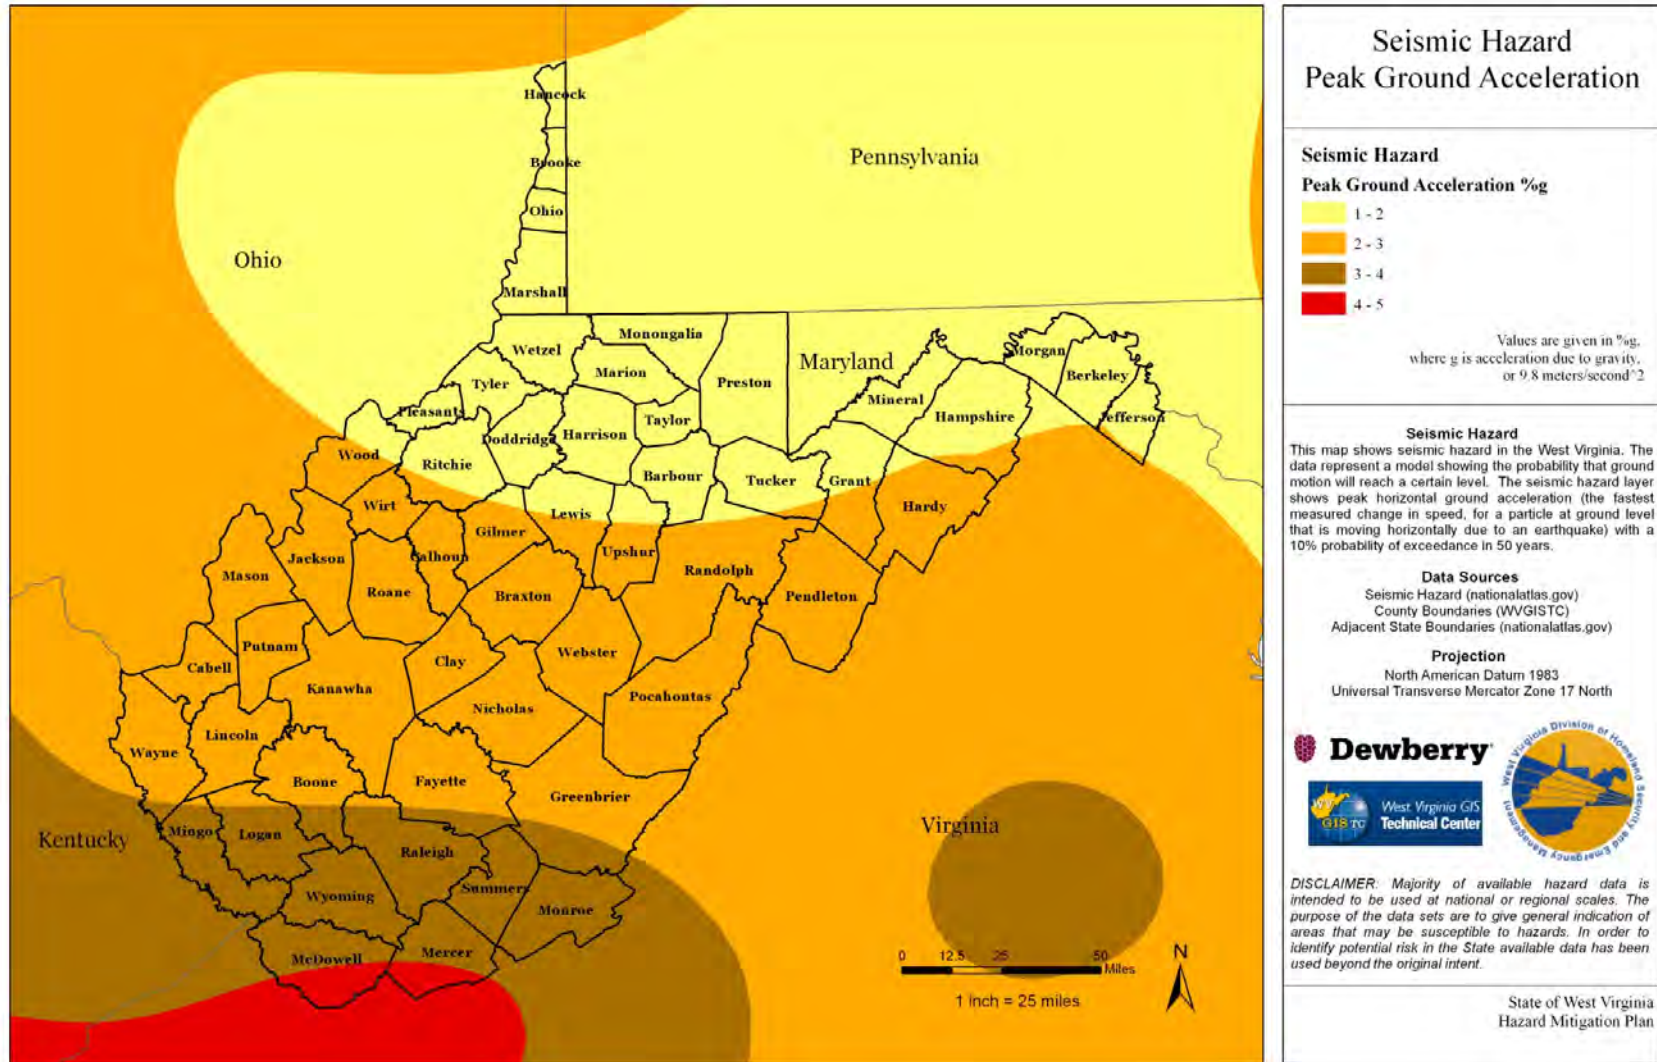 Hancock
Brooke
Ohio
Marshall
Pennsylvania
Ohio
Wetzel
Monongalia
Marion
Preston
Maryland
Morgan
Berkeley
Jefferson
Tyler
Mineral
Hampshire
Pleasants
Doddridge
Harrison
Taylor
Wood
Ritchie
Barbour
Tucker
Grant
Hardy
Wirt
Lewis
Gilmer
Upshur
Calhoun
Jackson
Mason
Roane
Braxton
Randolph
Pendleton
Putnam
Cabell
Clay
Webster
Kanawha
Pocahontas
Nicholas
Lincoln
Wayne
Boone
Fayette
Greenbrier
Mingo
Logan
Kentucky
Raleigh
Virginia
Wyoming
Summers
Monroe
McDowell
Mercer
0 12.5 25 50
Miles
1 inch = 25 miles
N
Seismic Hazard
Peak Ground Acceleration
Seismic Hazard
Peak Ground Acceleration %g
1 - 2
2 - 3
3 - 4
4 - 5
Values are given in %g,
where g is acceleration due to gravity,
or 9.8 meters/second^2
Seismic Hazard
This map shows seismic hazard in the West Virginia. The
data represent a model showing the probability that ground
motion will reach a certain level. The seismic hazard layer
shows peak horizontal ground acceleration (the fastest
measured change in speed, for a particle at ground level
that is moving horizontally due to an earthquake) with a
10% probability of exceedance in 50 years.
Data Sources
Seismic Hazard (nationalatlas.gov)
County Boundaries (WVGISTC)
Adjacent State Boundaries (nationalatlas.gov)
Projection
North American Datum 1983
Universal Transverse Mercator Zone 17 North
Dewberry
WV
GIS TC
West Virginia GIS
Technical Center
West Virginia Division of Homeland Security and Emergency Management
DISCLAIMER: Majority of available hazard data is
intended to be used at national or regional scales. The
purpose of the data sets are to give general indication of
areas that may be susceptible to hazards. In order to
identify potential risk in the State available data has been
used beyond the original intent.
State of West Virginia
Hazard Mitigation Plan